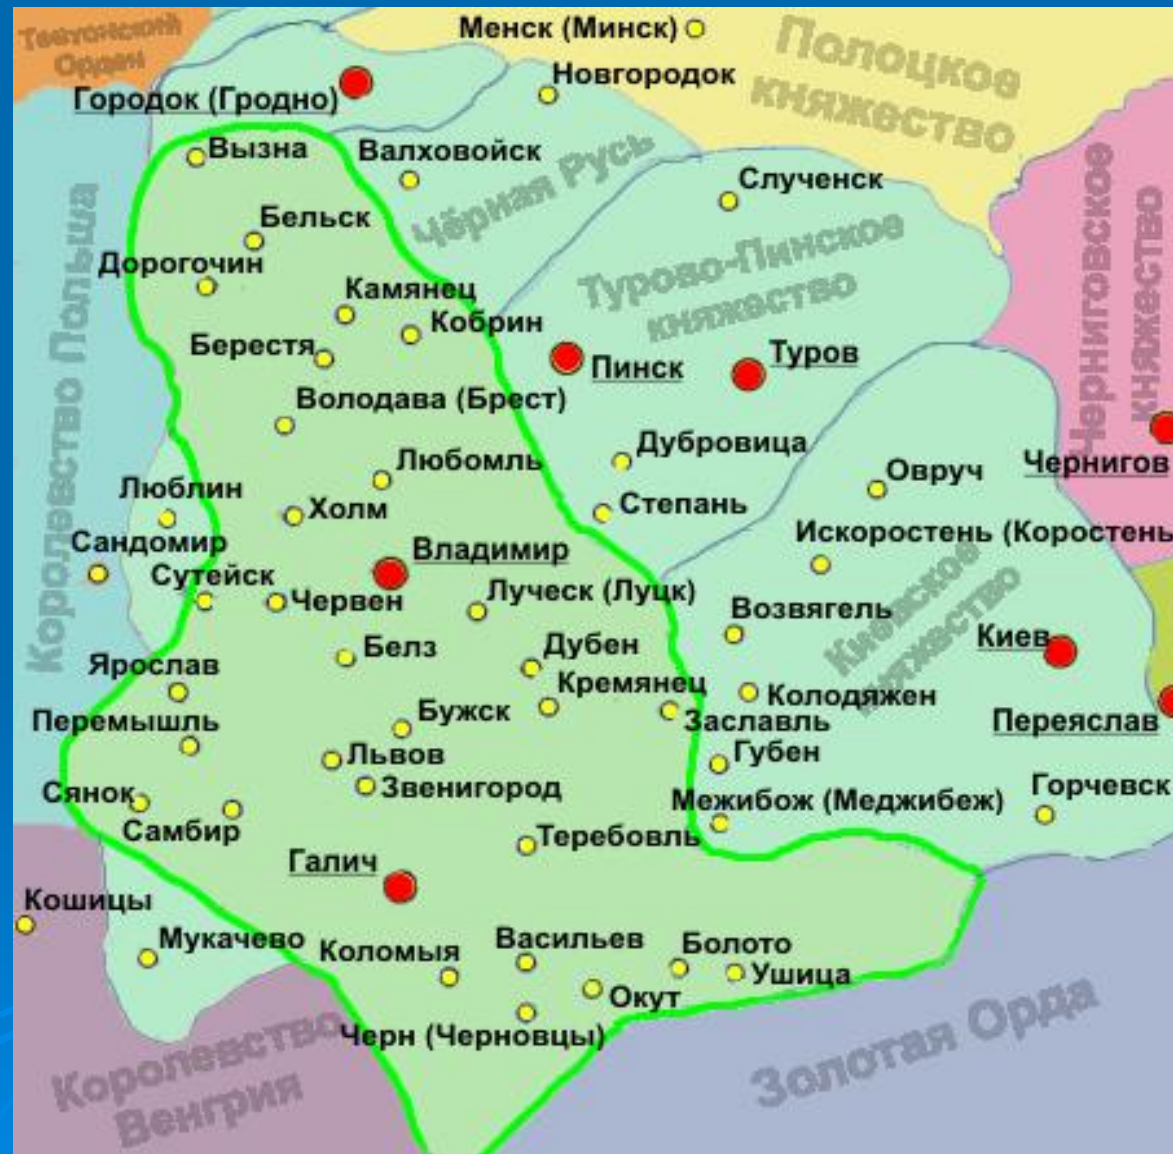 Тевтонский
Орден
Менск (Минск)
Полоцкое
княжество
Новгородок
Городок (Гродно)
Вызна
Валховойск
Чёрная Русь
Слученск
Черниговское
княжество
Королевство Польша
Бельск
Дорогочин
Турово-Пинское
княжество
Камянец
Кобрин
Берестя
Пинск
Туров
Володава (Брест)
Дубровица
Чернигов
Любомль
Овруч
Люблин
Холм
Степань
Искоростень (Коростень
Сандомир
Владимир
Сутейск
Червен
Луческ (Луцк)
Возвягель
Киевское
княжество
Киев
Белз
Дубен
Ярослав
Кремянец
Колодяжен
Перемышль
Бужск
Заславль
Переяслав
Львов
Губен
Звенигород
Сянок
Межибож (Меджибеж)
Горчевск
Самбир
Теребовль
Галич
Кошицы
Мукачево
Коломыя
Васильев
Болото
Ушица
Окут
Черн (Черновцы)
Золотая Орда
Королевство
Венгрия